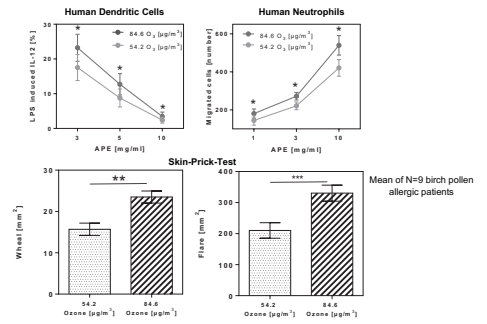 Human Dendritic Cells
LPS induced IL-12 [%]
30
20
10
0
*
*
*
84.6 O3 [µg/m³]
54.2 O3 [µg/m³]
3
5
10
APE [mg/ml]
Human Neutrophils
Migrated cells [number]
600
400
200
*
*
*
84.6 O3 [µg/m³]
54.2 O3 [µg/m³]
1
3
10
APE [mg/ml]
Skin-Prick-Test
Wheal [mm²]
30
20
10
0
**
54.2
84.6
Ozone [µg/m³]
Ozone [µg/m³]
Flare [mm²]
400
300
200
100
0
***
54.2
84.6
Ozone [µg/m³]
Ozone [µg/m³]
Mean of N=9 birch pollen
allergic patients